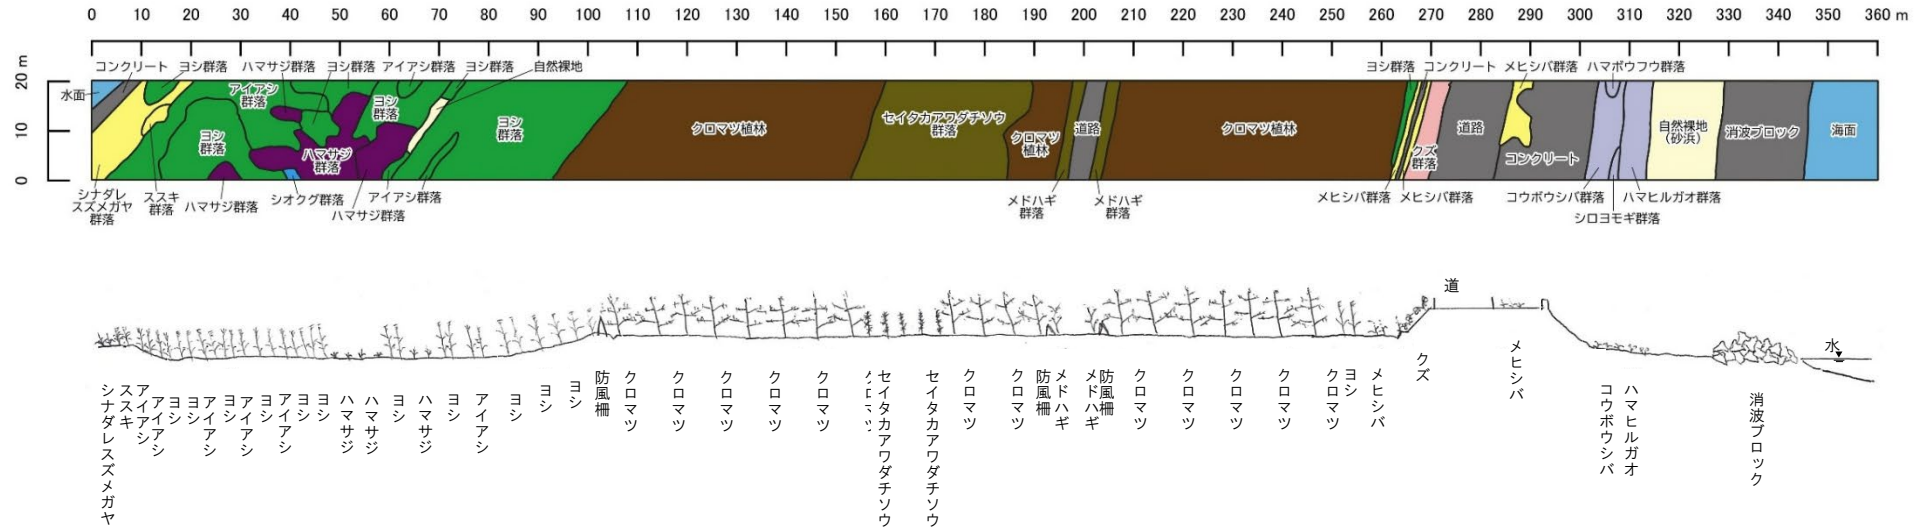 0 10 20 30 40 50 60 70 80 90 100 110 120 130 140 150 160 170 180 190 200 210 220 230 240 250 260 270 280 290 300 310 320 330 340 350 360 m
20 m
10
0
コンクリート
ヨシ群落
ハマサジ群落
ヨシ群落
アイアシ群落
ヨシ群落
自然裸地
ヨシ群落
コンクリート
メヒシバ群落
ハマボウフウ群落
水面
アイアシ
群落
ヨシ
群落
ヨシ
群落
ハマサジ
群落
ヨシ
群落
クロマツ植林
セイタカアワダチソウ
群落
クロマツ
植林
道路
クロマツ植林
クズ
群落
道路
コンクリート
自然裸地
(砂浜)
消波ブロック
海面
シナダレ
スズメガヤ
群落
ススキ
群落
ハマサジ群落
シオクグ群落
ハマサジ群落
アイアシ群落
メドハギ
群落
メドハギ
群落
メヒシバ群落
メヒシバ群落
コウボウシバ群落
シロヨモギ群落
ハマヒルガオ群落
道
水
シナダレスズメガヤ
ススキ
アイアシ
アイアシ
ヨシ
ヨシ
アイアシ
ヨシ
アイアシ
ヨシ
アイアシ
ヨシ
ヨシ
ハマサジ
ハマサジ
ヨシ
ハマサジ
ヨシ
アイアシ
ヨシ
ヨシ
ヨシ
防風柵
クロマツ
クロマツ
クロマツ
クロマツ
クロマツ
セイタカアワダチソウ
セイタカアワダチソウ
クロマツ
クロマツ
防風柵
メドハギ
メドハギ
防風柵
クロマツ
クロマツ
クロマツ
クロマツ
クロマツ
ヨシ
メヒシバ
クズ
メヒシバ
コウボウシバ
ハマヒルガオ
消波ブロック